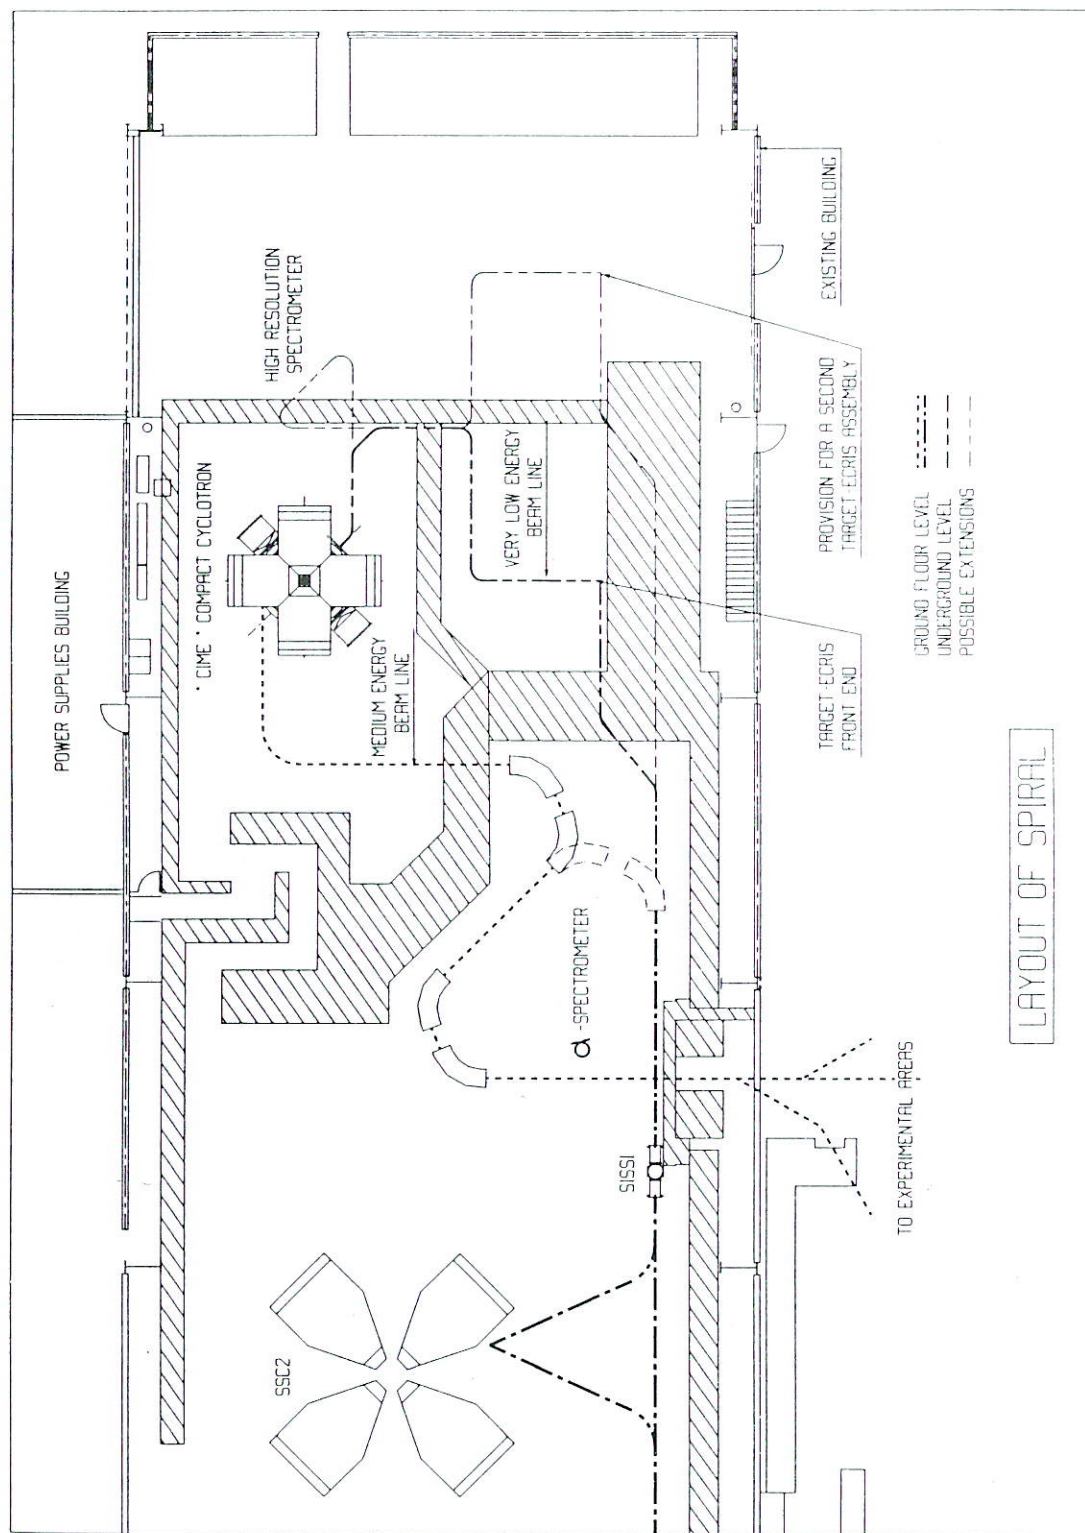 POWER SUPPLIES BUILDING
" CIME " COMPACT CYCLOTRON
HIGH RESOLUTION
SPECTROMETER
MEDIUM ENERGY
BEAM LINE
VERY LOW ENERGY
BEAM LINE
SSC2
α -SPECTROMETER
SISSI
TO EXPERIMENTAL AREAS
TARGET-ECRIS
FRONT END
PROVISION FOR A SECOND
TARGET-ECRIS ASSEMBLY
EXISTING BUILDING
GROUND FLOOR LEVEL
UNDERGROUND LEVEL
POSSIBLE EXTENSIONS
LAYOUT OF SPIRAL